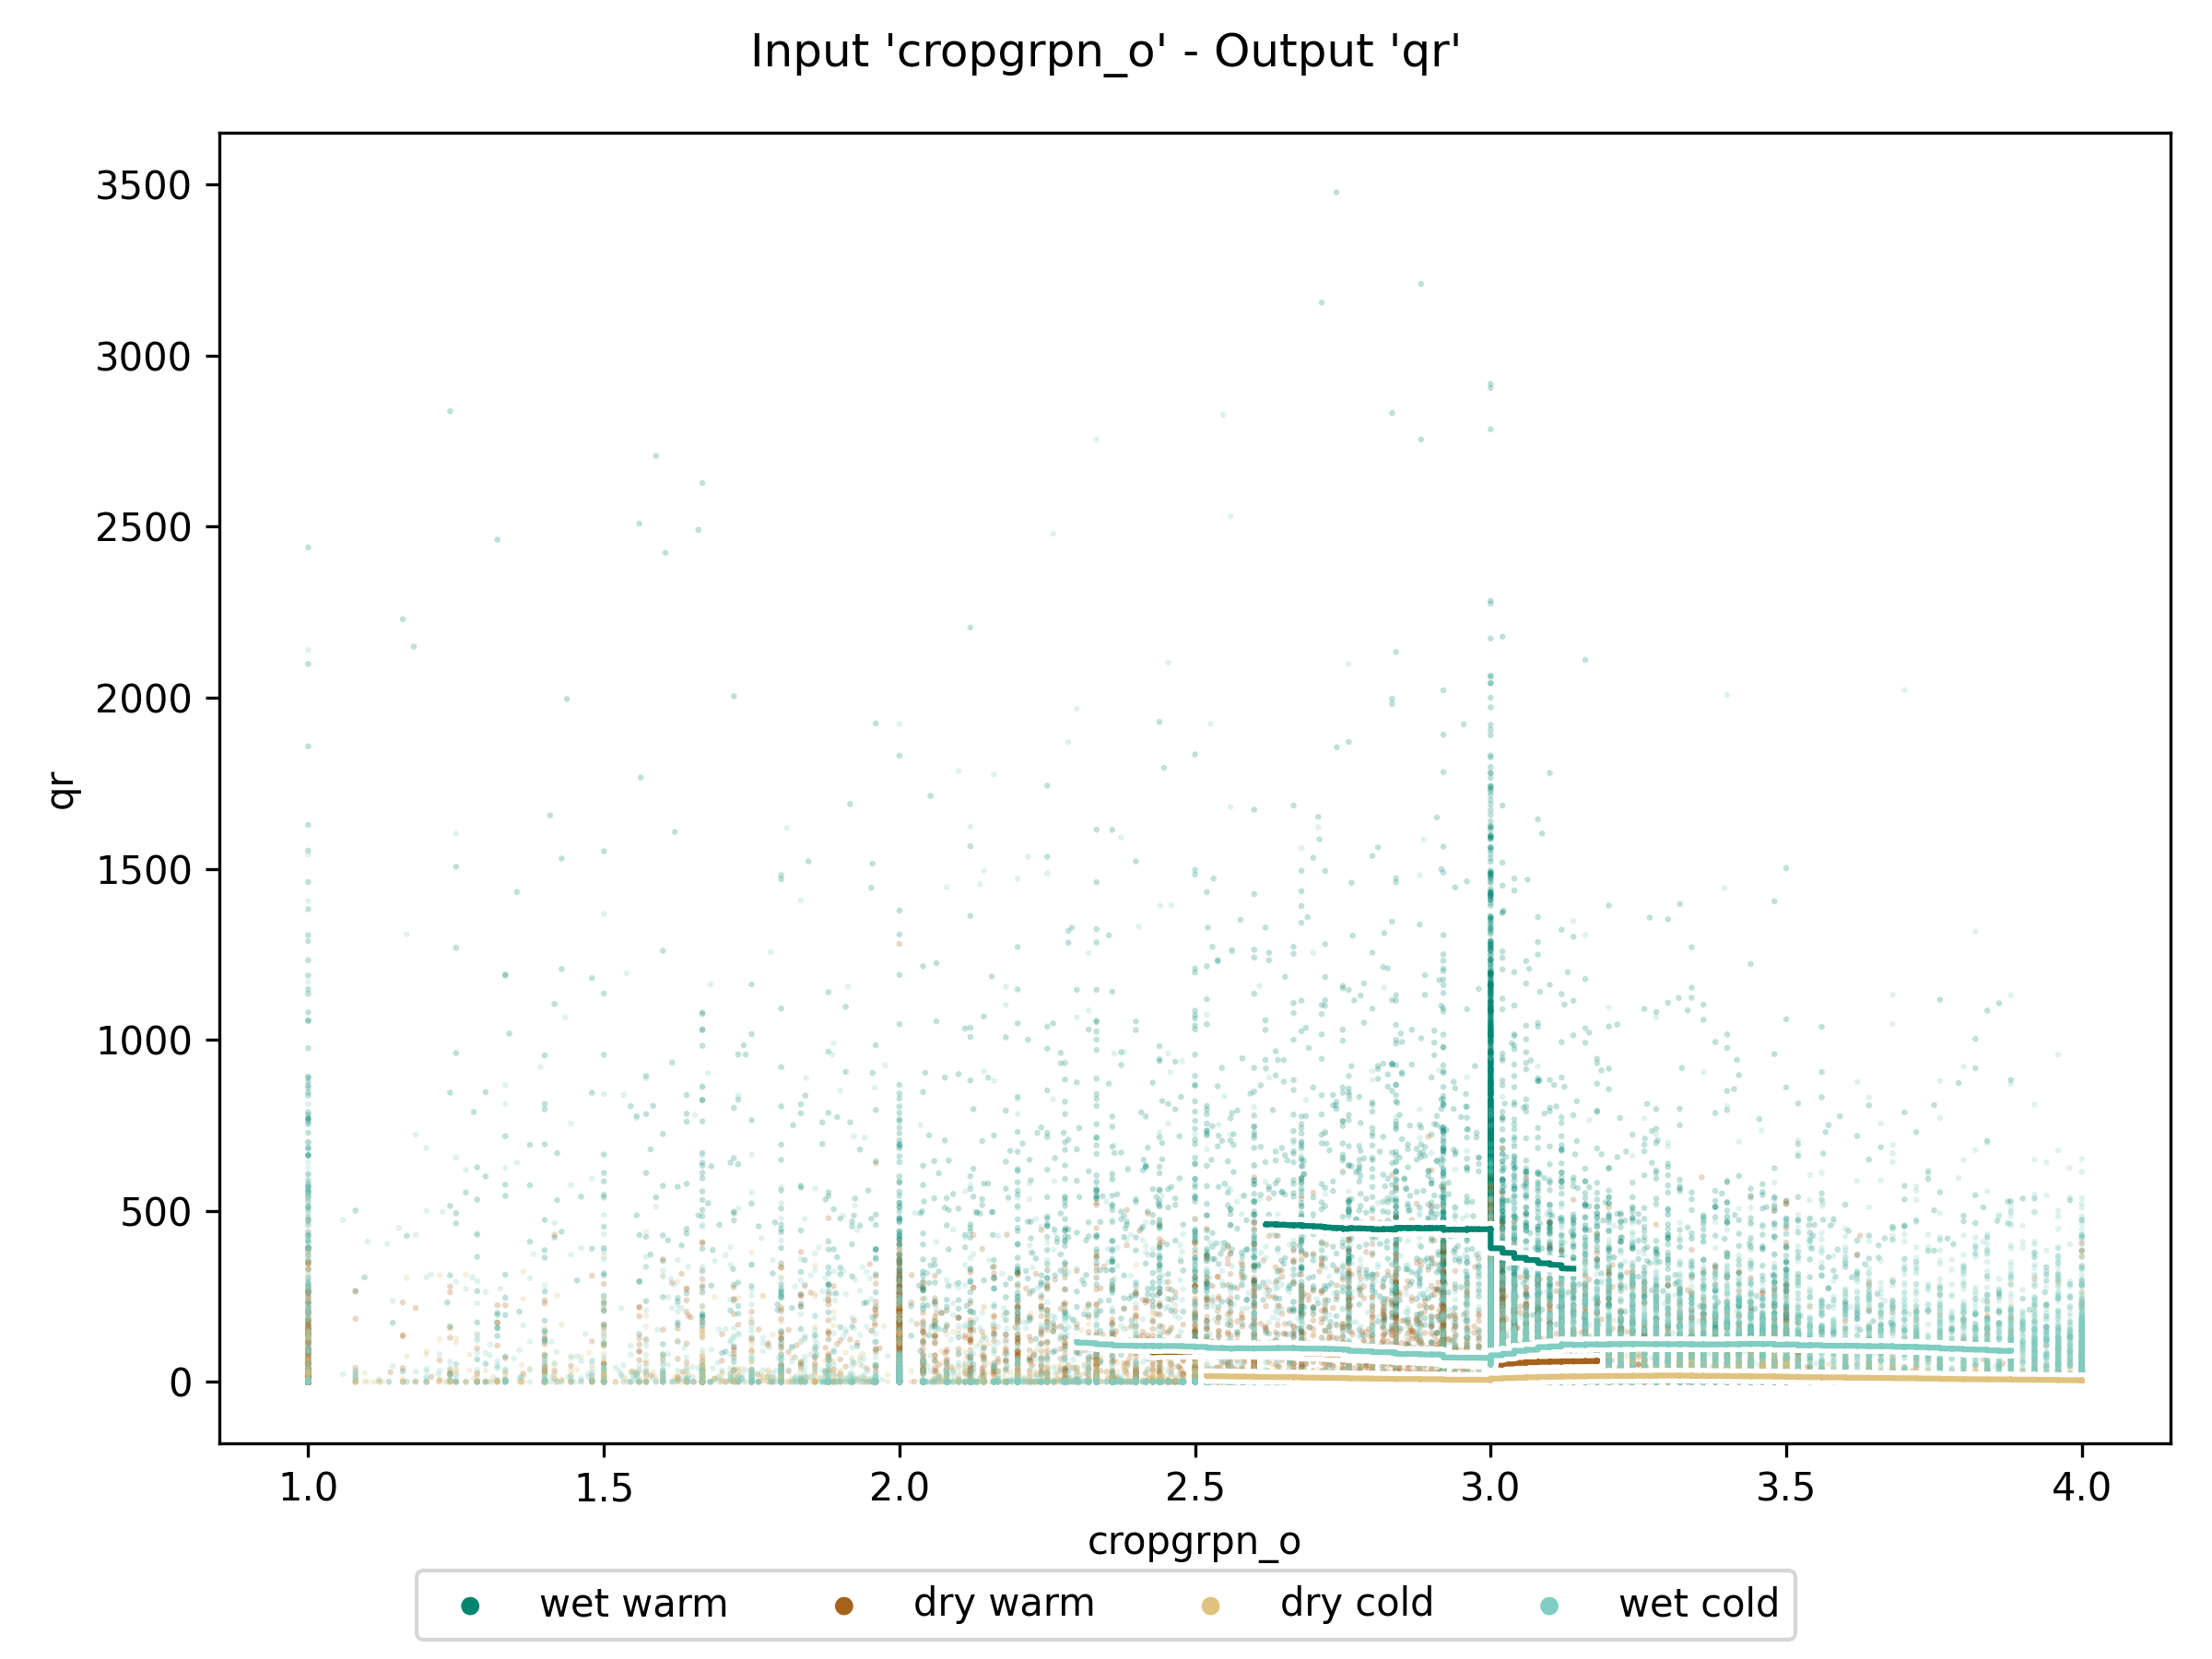 Input 'cropgrpn_o' - Output 'qr'
3500
3000
2500
2000
1500
1000
500
0
qr
1.0 1.5 2.0 2.5 3.0 3.5 4.0
cropgrpn_o
wet warm dry warm dry cold wet cold